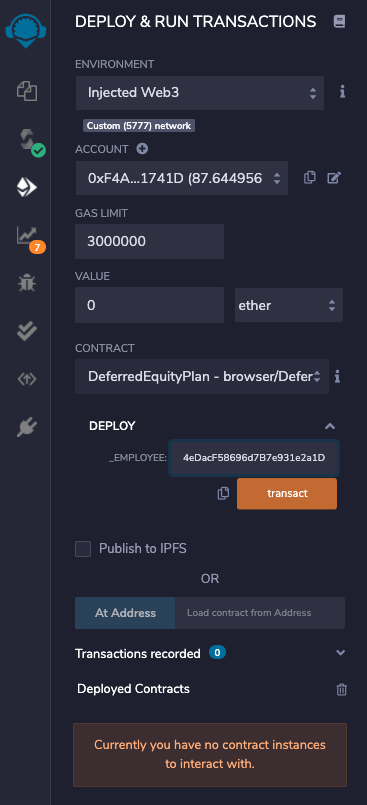 DEPLOY & RUN TRANSACTIONS
ENVIRONMENT
Injected Web3
Custom (5777) network
ACCOUNT
0xF4A...1741D (87.644956
GAS LIMIT
3000000
VALUE
0
ether
CONTRACT
DeferredEquityPlan - browser/Defer
DEPLOY
_EMPLOYEE:
4eDacF58696d7B7e931e2a1D
transact
Publish to IPFS
OR
At Address
Load contract from Address
Transactions recorded 0
Deployed Contracts
Currently you have no contract instances
to interact with.
7